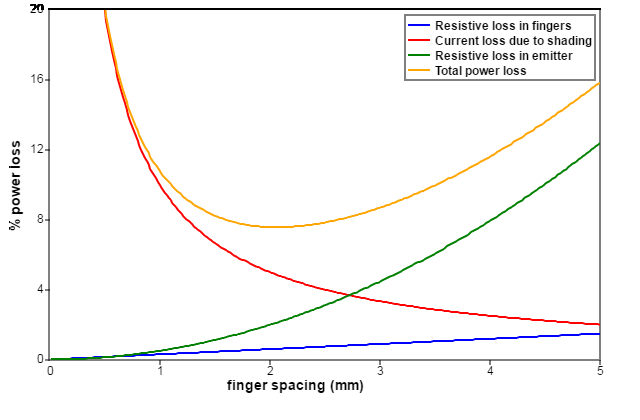 20
Resistive loss in fingers
Current loss due to shading
Resistive loss in emitter
Total power loss
16
12
8
4
0
% power loss
0 1 2 3 4 5
finger spacing (mm)